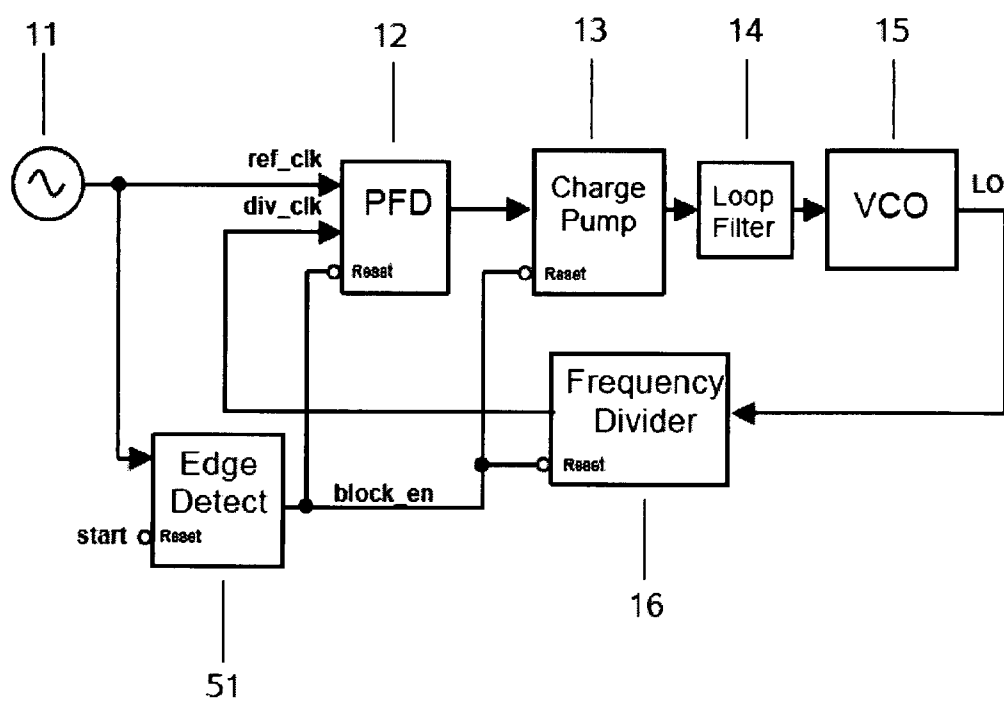 11
12
13
14
15
ref_clk
div_clk
PFD
Reset
Charge
Pump
Reset
Loop
Filter
VCO
LO
Frequency
Divider
Reset
Edge
Detect
start
Reset
block_en
16
51